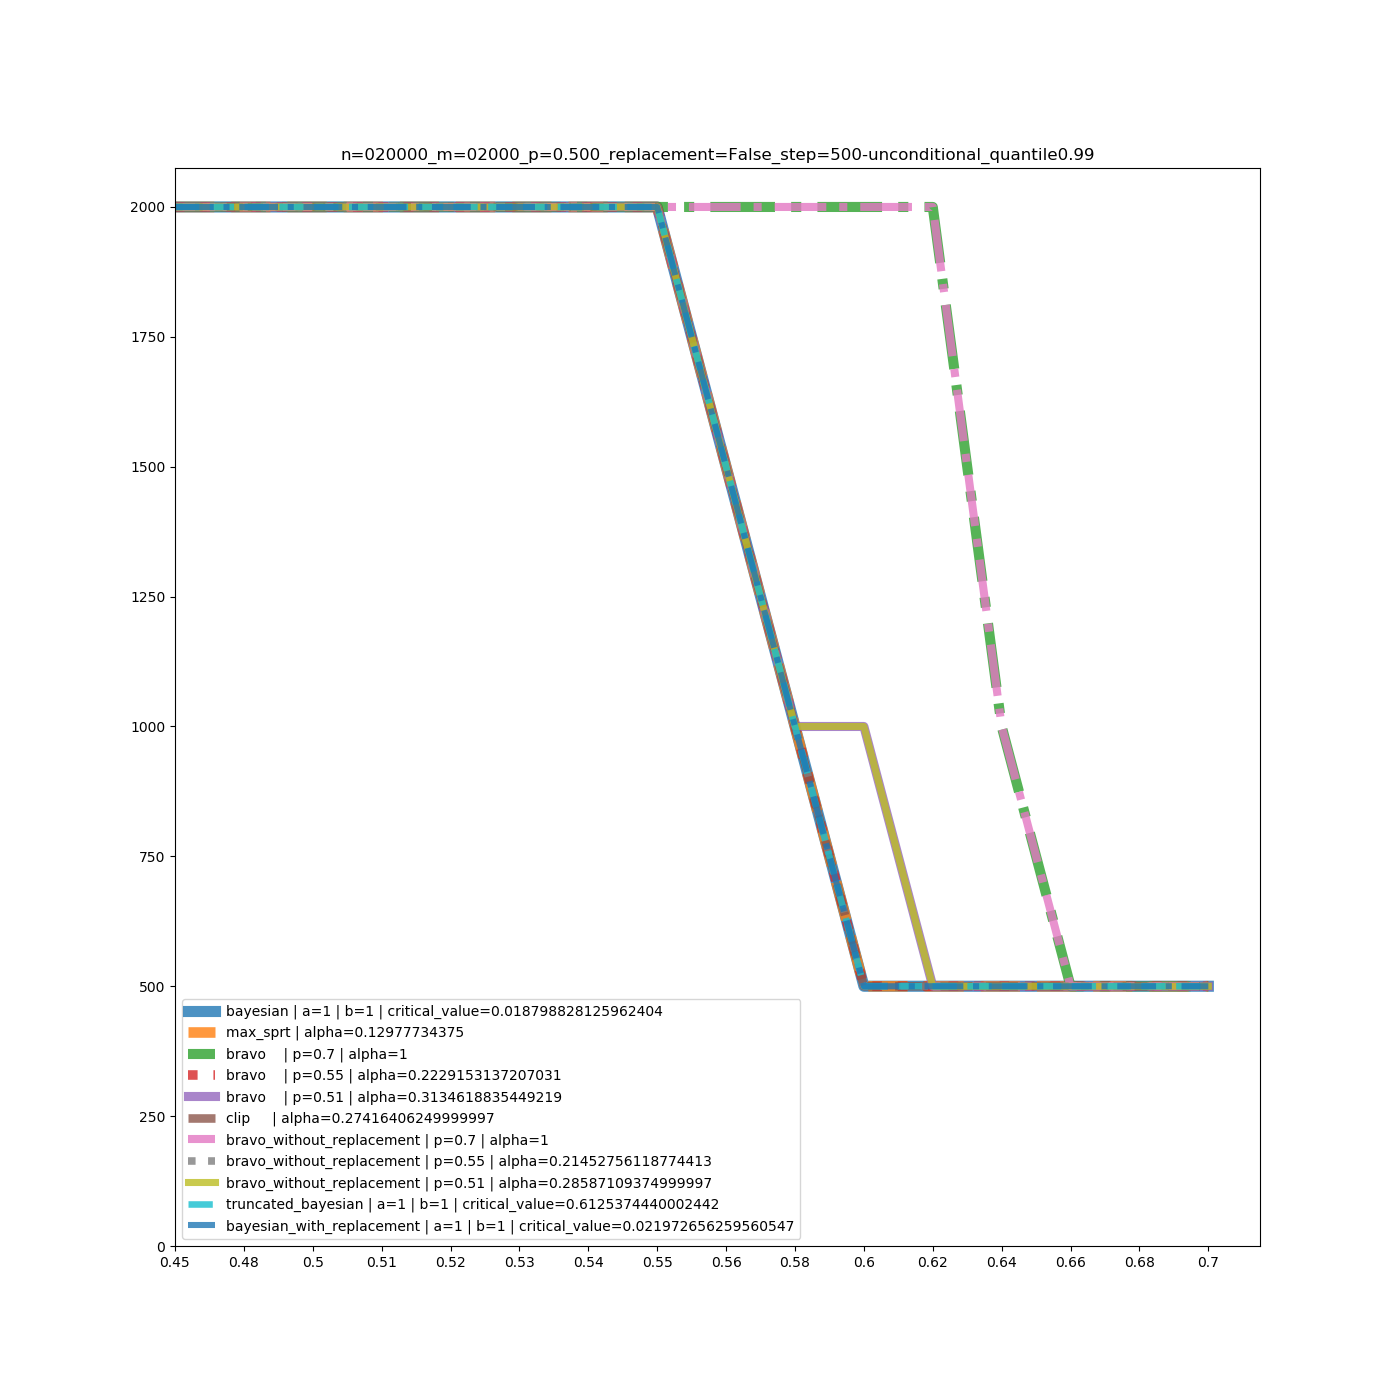 n=020000_m=02000_p=0.500_replacement=False_step=500-unconditional_quantile0.99
2000
1750
1500
1250
1000
750
500
250
0
bayesian | a=1 | b=1 | critical_value=0.018798828125962404
max_sprt | alpha=0.12977734375
bravo | p=0.7 | alpha=1
bravo | p=0.55 | alpha=0.2229153137207031
bravo | p=0.51 | alpha=0.3134618835449219
clip | alpha=0.27416406249999997
bravo_without_replacement | p=0.7 | alpha=1
bravo_without_replacement | p=0.55 | alpha=0.21452756118774413
bravo_without_replacement | p=0.51 | alpha=0.28587109374999997
truncated_bayesian | a=1 | b=1 | critical_value=0.6125374440002442
bayesian_with_replacement | a=1 | b=1 | critical_value=0.021972656259560547
0.45 0.48 0.5 0.51 0.52 0.53 0.54 0.55 0.56 0.58 0.6 0.62 0.64 0.66 0.68 0.7